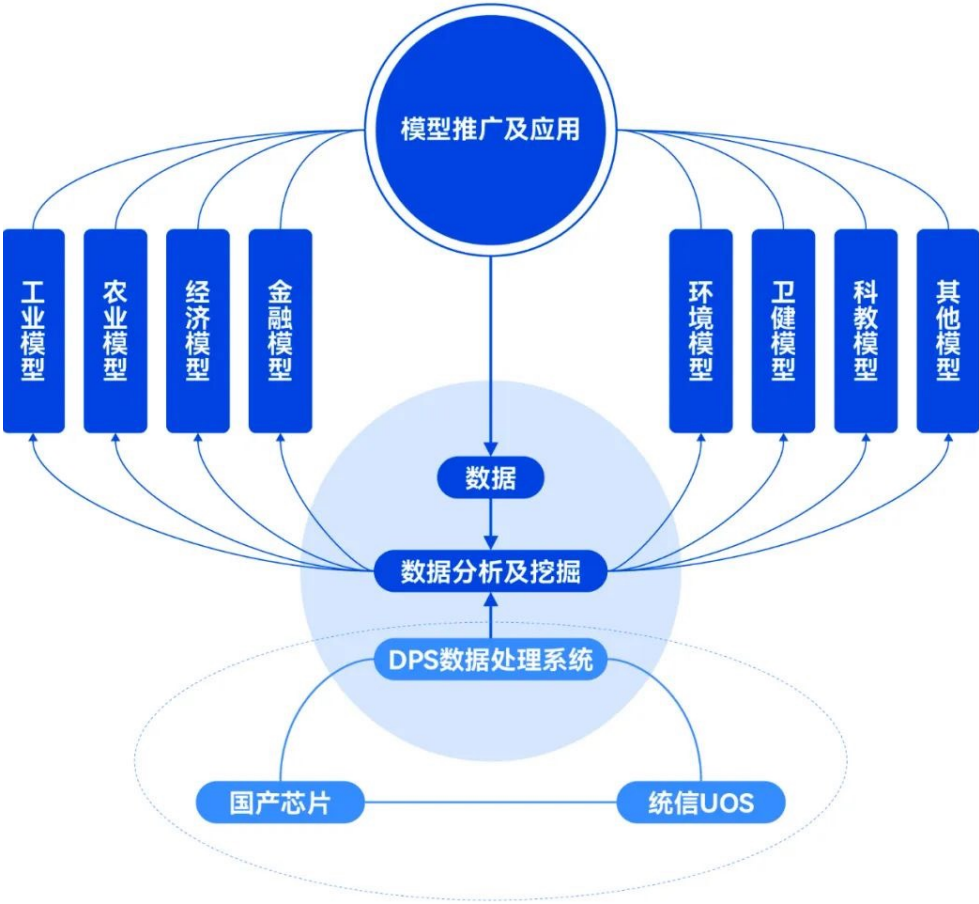 模型推广及应用
工业模型
农业模型
经济模型
金融模型
环境模型
卫健模型
科教模型
其他模型
数据
数据分析及挖掘
DPS数据处理系统
国产芯片
统信UOS